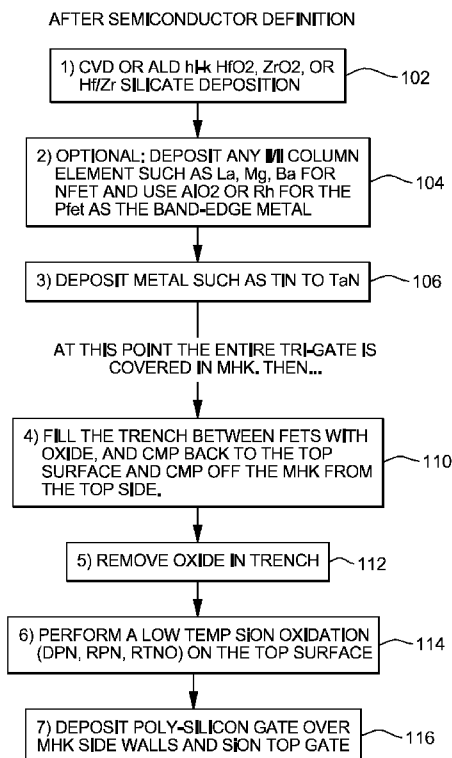 AFTER SEMICONDUCTOR DEFINITION
1) CVD OR ALD hi-k HfO2, ZrO2, OR
Hf/Zr SILICATE DEPOSITION
102
2) OPTIONAL: DEPOSIT ANY II/III COLUMN
ELEMENT SUCH AS La, Mg, Ba FOR
NFET AND USE AlO2 OR Rh FOR THE
Pfet AS THE BAND-EDGE METAL
104
3) DEPOSIT METAL SUCH AS TiN TO TaN
106
AT THIS POINT THE ENTIRE TRI-GATE IS
COVERED IN MHK. THEN...
4) FILL THE TRENCH BETWEEN FETS WITH
OXIDE, AND CMP BACK TO THE TOP
SURFACE AND CMP OFF THE MHK FROM
THE TOP SIDE.
110
5) REMOVE OXIDE IN TRENCH
112
6) PERFORM A LOW TEMP SiON OXIDATION
(DPN, RPN, RTNO) ON THE TOP SURFACE
114
7) DEPOSIT POLY-SILICON GATE OVER
MHK SIDE WALLS AND SiON TOP GATE
116